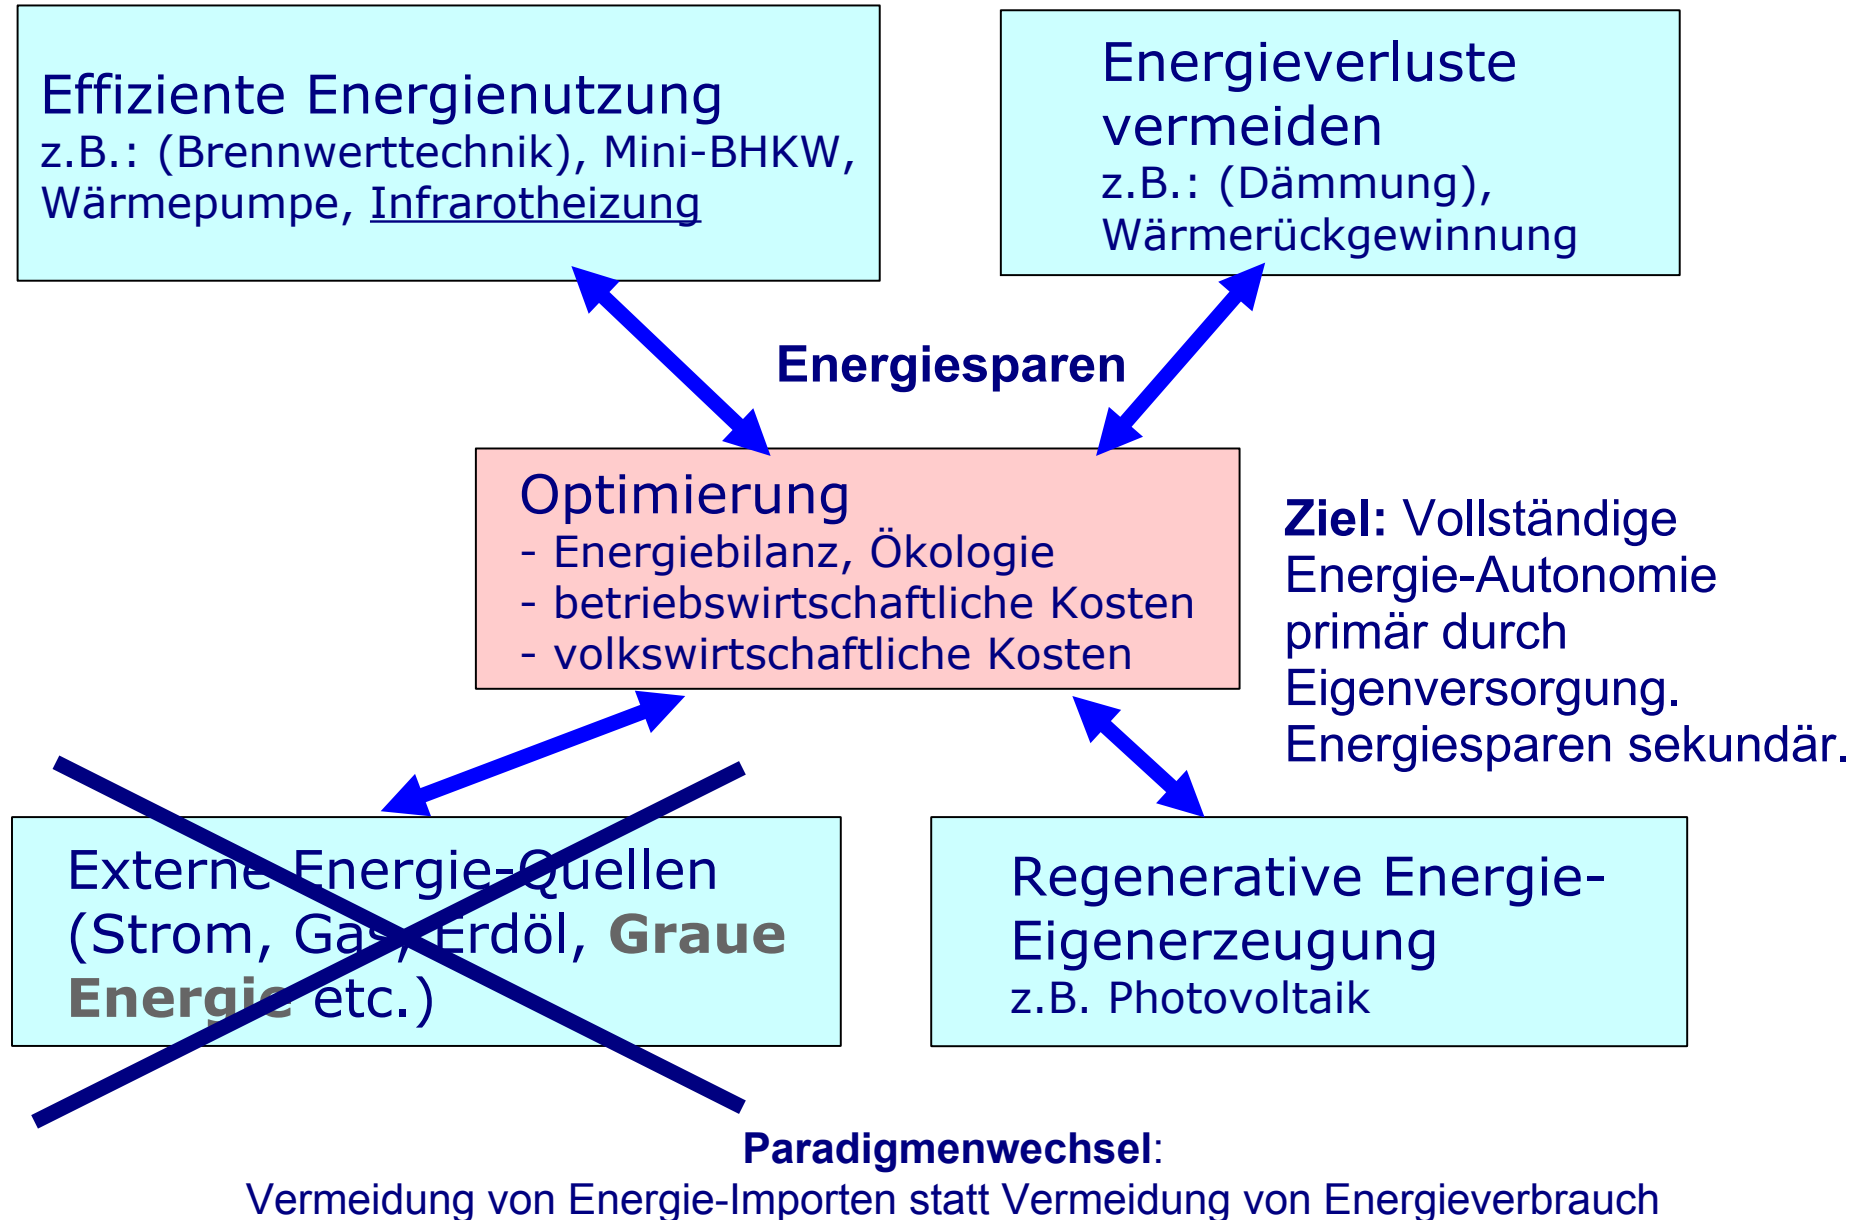 Effiziente Energienutzung
z.B.: (Brennwerttechnik), Mini-BHKW,
Wärmepumpe, Infrarotheizung
Energieverluste
vermeiden
z.B.: (Dämmung),
Wärmerückgewinnung
Energiesparen
Optimierung
- Energiebilanz, Ökologie
- betriebswirtschaftliche Kosten
- volkswirtschaftliche Kosten
Ziel: Vollständige
Energie-Autonomie
primär durch
Eigenversorgung.
Energiesparen sekundär.
Externe Energie-Quellen
(Strom, Gas, Erdöl, Graue
Energie etc.)
Regenerative Energie-
Eigenerzeugung
z.B. Photovoltaik
Paradigmenwechsel:
Vermeidung von Energie-Importen statt Vermeidung von Energieverbrauch